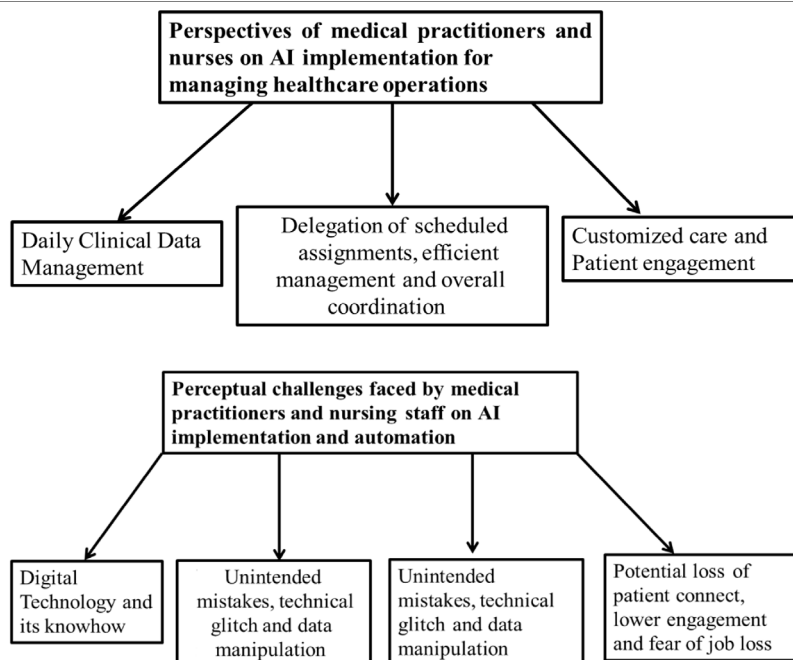 Perspectives of medical practitioners and
nurses on AI implementation for
managing healthcare operations
Daily Clinical Data
Management
Delegation of scheduled
assignments, efficient
management and overall
coordination
Customized care and
Patient engagement
Perceptual challenges faced by medical
practitioners and nursing staff on AI
implementation and automation
Digital
Technology and
its knowhow
Unintended
mistakes, technical
glitch and data
manipulation
Unintended
mistakes, technical
glitch and data
manipulation
Potential loss of
patient connect,
lower engagement
and fear of job loss